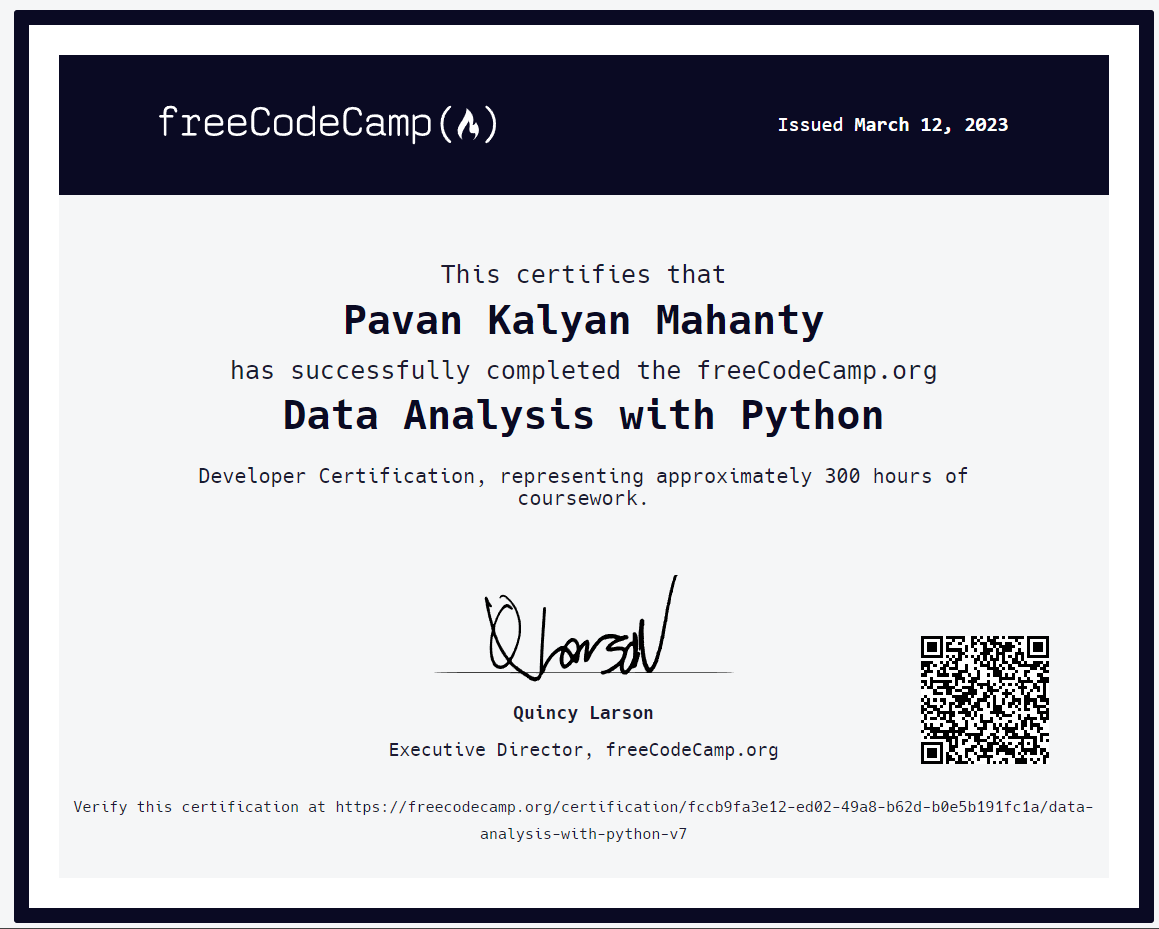 freeCodeCamp
Issued March 12, 2023
This certifies that
Pavan Kalyan Mahanty
has successfully completed the freeCodeCamp.org
Data Analysis with Python
Developer Certification, representing approximately 300 hours of
coursework.
Q Larson
Quincy Larson
Executive Director, freeCodeCamp.org
Verify this certification at https://freecodecamp.org/certification/fccb9fa3e12-ed02-49a8-b62d-b0e5b191fc1a/data-
analysis-with-python-v7